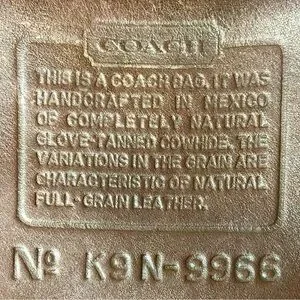 COACH
THIS IS A COACH BAG. IT WAS
HANDCRAFTED IN MEXICO
OF COMPLETELY NATURAL
GLOVE-TANNED COWHIDE. THE
VARIATIONS IN THE GRAIN ARE
CHARACTERISTIC OF NATURAL
FULL-GRAIN LEATHER.
Nº K9N-9966